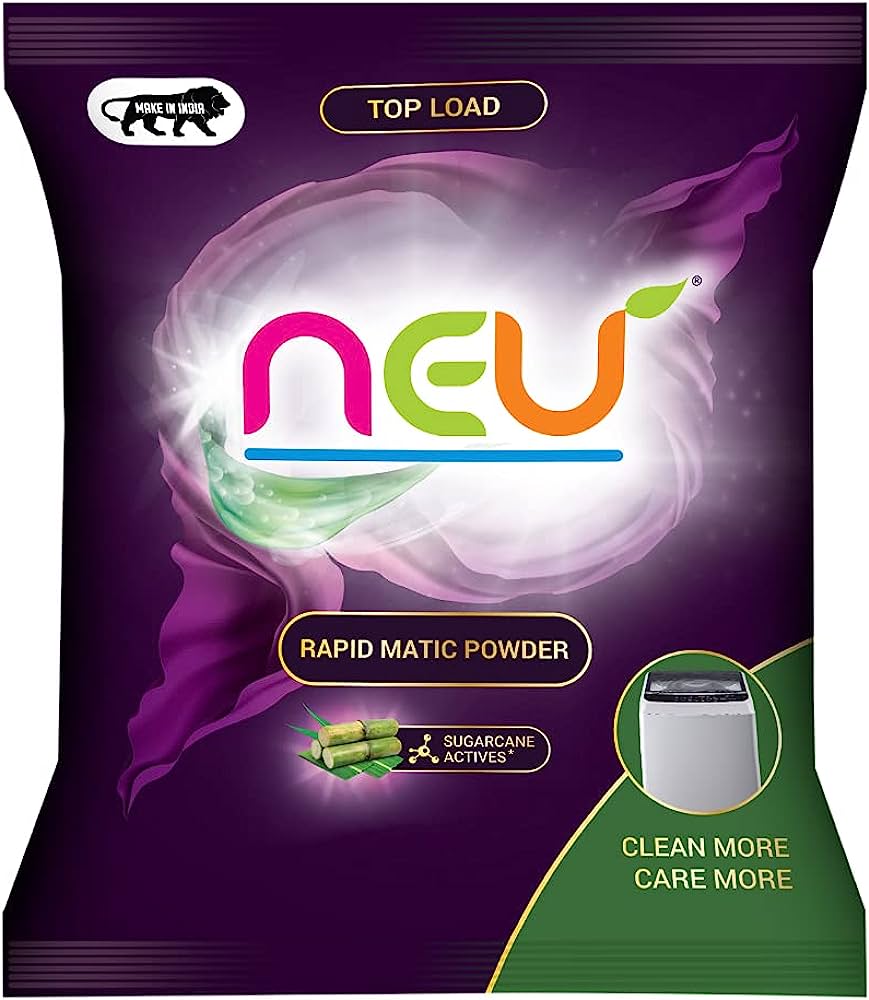 MAKE IN INDIA
TOP LOAD
neu®
RAPID MATIC POWDER
SUGARCANE
ACTIVES*
CLEAN MORE
CARE MORE